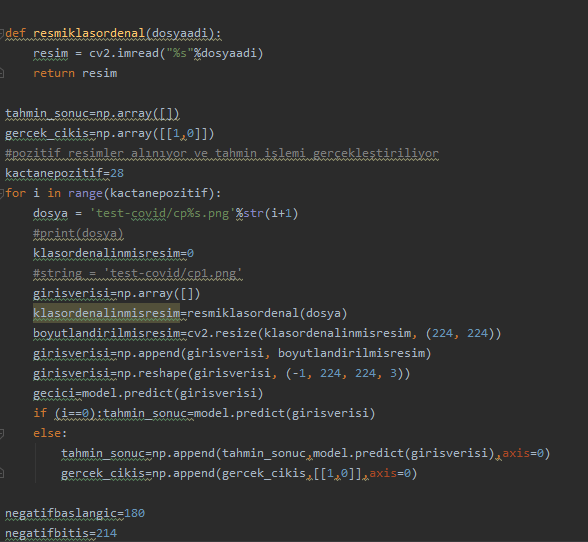 def resmiklasordenal(dosyaadi):
    resim = cv2.imread("%s"%dosyaadi)
    return resim
tahmin_sonuc=np.array([])
gercek_cikis=np.array([[1,0]])
#pozitif resimler alınıyor ve tahmin işlemi gerçekleştiriliyor
kactanepozitif=28
for i in range(kactanepozitif):
    dosya = 'test-covid/cp%s.png'%str(i+1)
    #print(dosya)
    klasordenalinmisresim=0
    #string = 'test-covid/cp1.png'
    girisverisi=np.array([])
    klasordenalinmisresim=resmiklasordenal(dosya)
    boyutlandirilmisresim=cv2.resize(klasordenalinmisresim, (224, 224))
    girisverisi=np.append(girisverisi, boyutlandirilmisresim)
    girisverisi=np.reshape(girisverisi, (-1, 224, 224, 3))
    gecici=model.predict(girisverisi)
    if (i==0):tahmin_sonuc=model.predict(girisverisi)
    else:
        tahmin_sonuc=np.append(tahmin_sonuc,model.predict(girisverisi),axis=0)
        gercek_cikis=np.append(gercek_cikis,[[1,0]],axis=0)
negatifbaslangic=180
negatifbitis=214